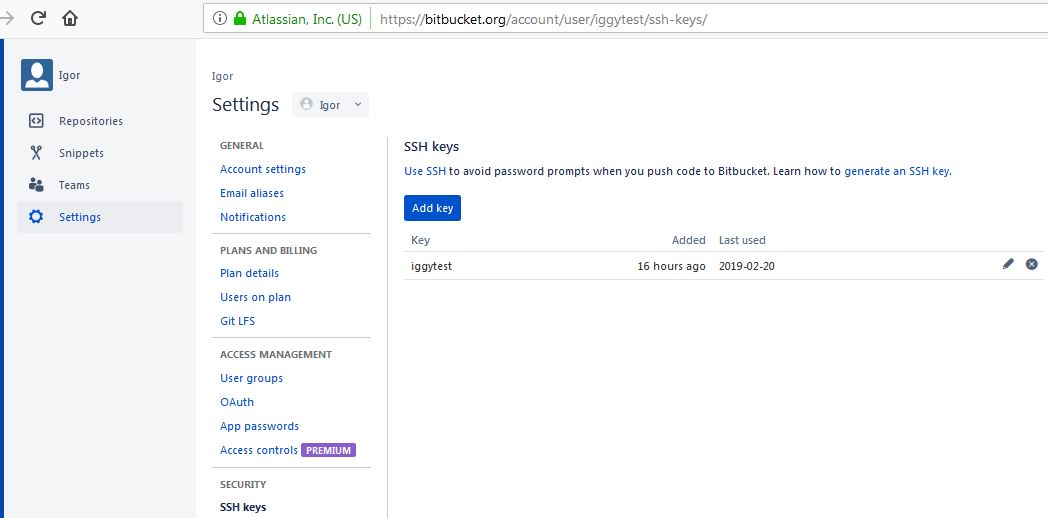 Atlassian, Inc. (US) https://bitbucket.org/account/user/iggytest/ssh-keys/
Igor
Repositories
Snippets
Teams
Settings
Igor
Settings Igor
GENERAL
Account settings
Email aliases
Notifications
PLANS AND BILLING
Plan details
Users on plan
Git LFS
ACCESS MANAGEMENT
User groups
OAuth
App passwords
Access controls PREMIUM
SECURITY
SSH keys
SSH keys
Use SSH to avoid password prompts when you push code to Bitbucket. Learn how to generate an SSH key.
Add key
Key Added Last used
iggytest 16 hours ago 2019-02-20